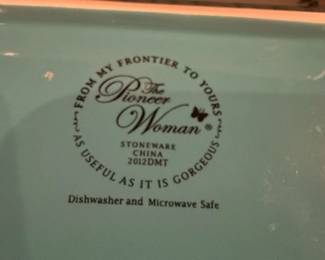 FROM MY FRONTIER TO YOURS
The
Pioneer
Woman®
STONEWARE
CHINA
2012DMT
AS USEFUL AS IT IS GORGEOUS
Dishwasher and Microwave Safe